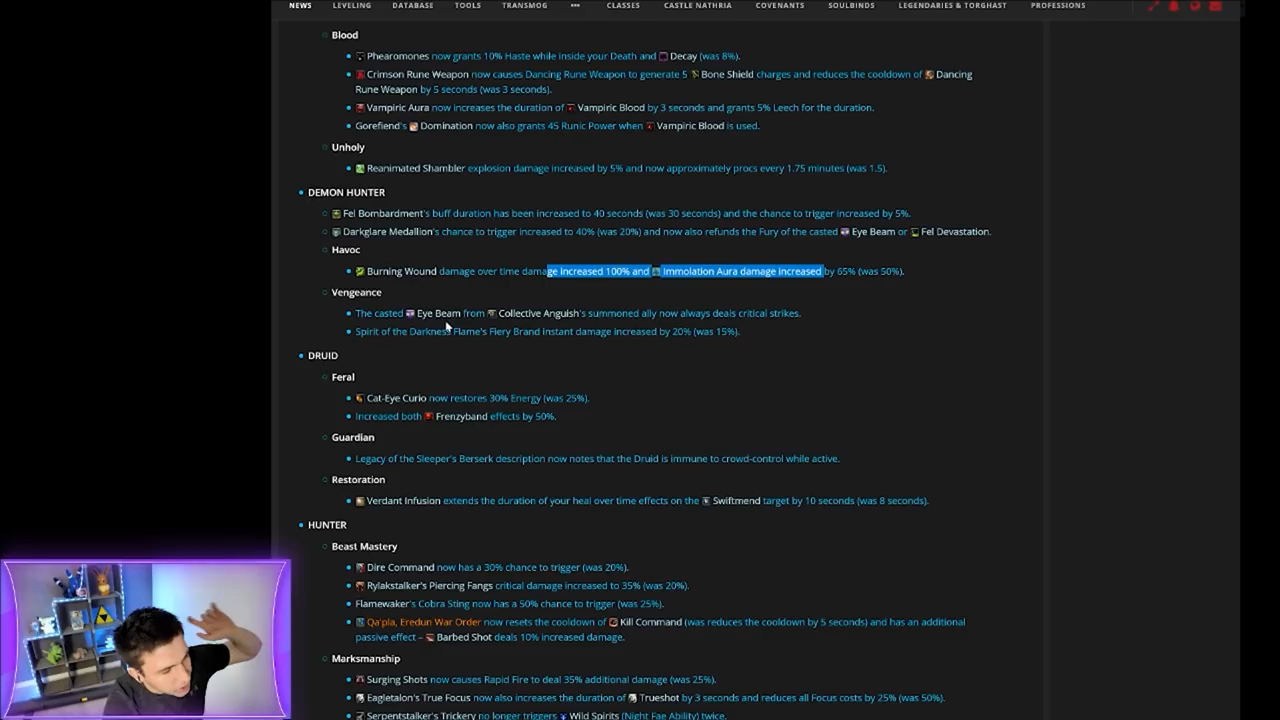 NEWS LEVELING DATABASE TOOLS TRANSMOG ••• CLASSES CASTLE NATHRIA COVENANTS SOULBINDS LEGENDARIES & TORGHAST PROFESSIONS
Blood
Phearomones now grants 10% Haste while inside your Death and Decay (was 8%).
Crimson Rune Weapon now causes Dancing Rune Weapon to generate 5 Bone Shield charges and reduces the cooldown of Dancing
Rune Weapon by 5 seconds (was 3 seconds).
Vampiric Aura now increases the duration of Vampiric Blood by 3 seconds and grants 5% Leech for the duration.
Gorefiend's Domination now also grants 45 Runic Power when Vampiric Blood is used.
Unholy
Reanimated Shambler explosion damage increased by 5% and now approximately procs every 1.75 minutes (was 1.5).
DEMON HUNTER
Fel Bombardment's buff duration has been increased to 40 seconds (was 30 seconds) and the chance to trigger increased by 5%.
Darkglare Medallion's chance to trigger increased to 40% (was 20%) and now also refunds the Fury of the casted Eye Beam or Fel Devastation.
Havoc
Burning Wound damage over time damage increased 100% and Immolation Aura damage increased by 65% (was 50%).
Vengeance
The casted Eye Beam from Collective Anguish's summoned ally now always deals critical strikes.
Spirit of the Darkness Flame's Fiery Brand instant damage increased by 20% (was 15%).
DRUID
Feral
Cat-Eye Curio now restores 30% Energy (was 25%).
Increased both Frenzyband effects by 50%.
Guardian
Legacy of the Sleeper's Berserk description now notes that the Druid is immune to crowd-control while active.
Restoration
Verdant Infusion extends the duration of your heal over time effects on the Swiftmend target by 10 seconds (was 8 seconds).
HUNTER
Beast Mastery
Dire Command now has a 30% chance to trigger (was 20%).
Rylakstalker's Piercing Fangs critical damage increased to 35% (was 20%).
Flamewaker's Cobra Sting now has a 50% chance to trigger (was 25%).
Qa'pla, Eredun War Order now resets the cooldown of Kill Command (was reduces the cooldown by 5 seconds) and has an additional
passive effect – Barbed Shot deals 10% increased damage.
Marksmanship
Surging Shots now causes Rapid Fire to deal 35% additional damage (was 25%).
Eagletalon's True Focus now also increases the duration of Trueshot by 3 seconds and reduces all Focus costs by 25% (was 50%).
Serpentstalker's Trickery no longer triggers Wild Spirits (Night Fae Ability) twice.